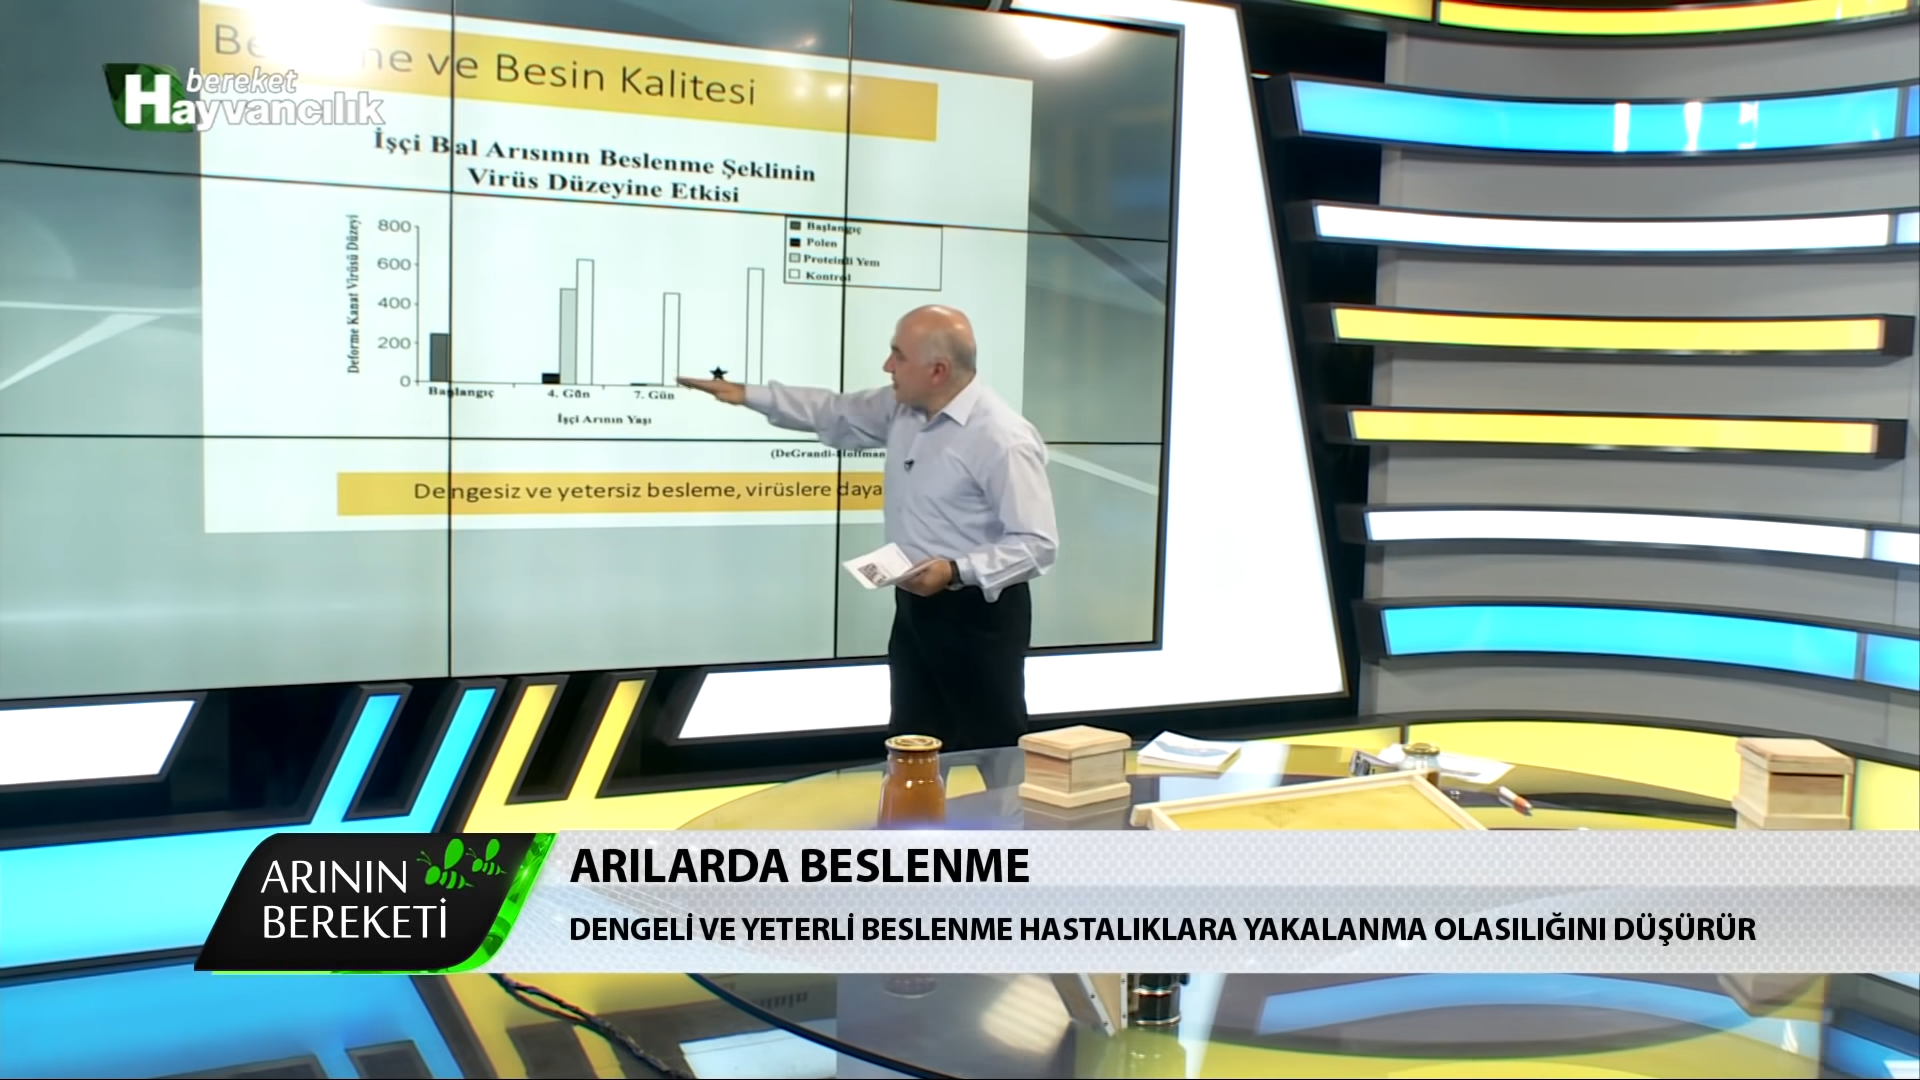 ve Besin Kalitesi
bereket
Hayvancılık
İşçi Bal Arısının Beslenme Şeklinin
Virüs Düzeyine Etkisi
Deforme Kanat Virüsü Düzeyi
800
600
400
200
0
Başlangıç
Polen
Proteinli Yem
Kontrol
Başlangıç 4. Gün 7. Gün
İşçi Arının Yaşı
(DeGrandi-Hoffman
Dengesiz ve yetersiz besleme, virüslere daya
ARININ
BEREKETİ
ARILARDA BESLENME
DENGELİ VE YETERLİ BESLENME HASTALIKLARA YAKALANMA OLASILIĞINI DÜŞÜRÜR